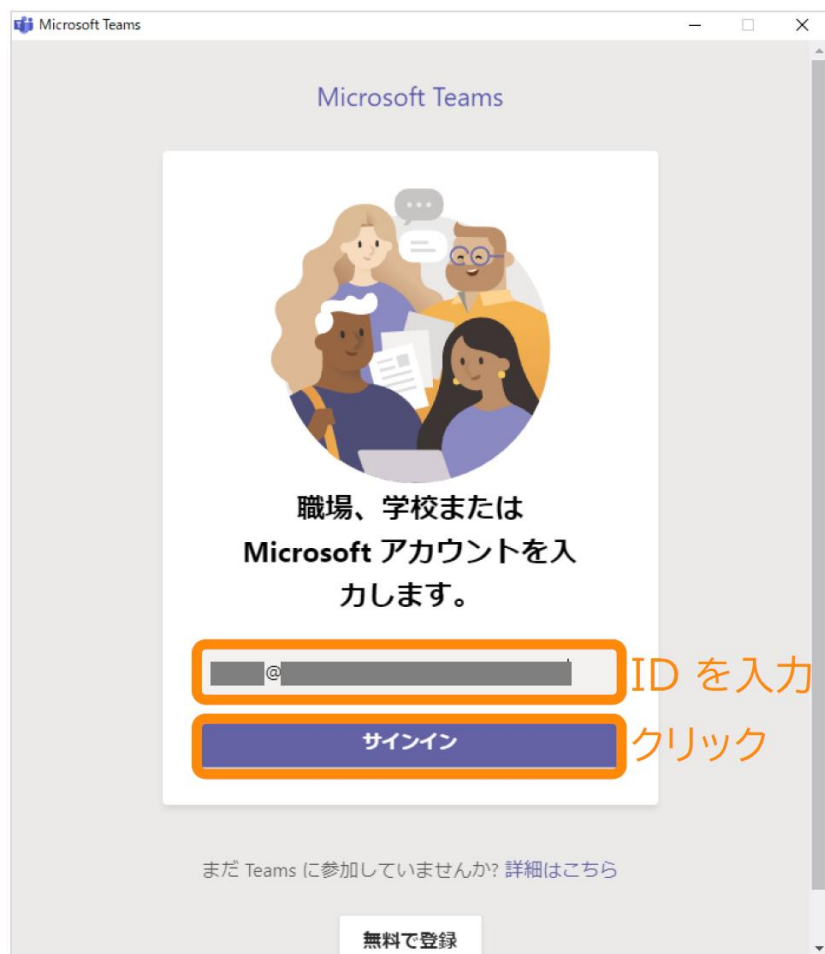 Microsoft Teams
Microsoft Teams
職場、学校または
Microsoft アカウントを入
力します。
@
ID を入力
サインイン
クリック
まだ Teams に参加していませんか? 詳細はこちら
無料で登録